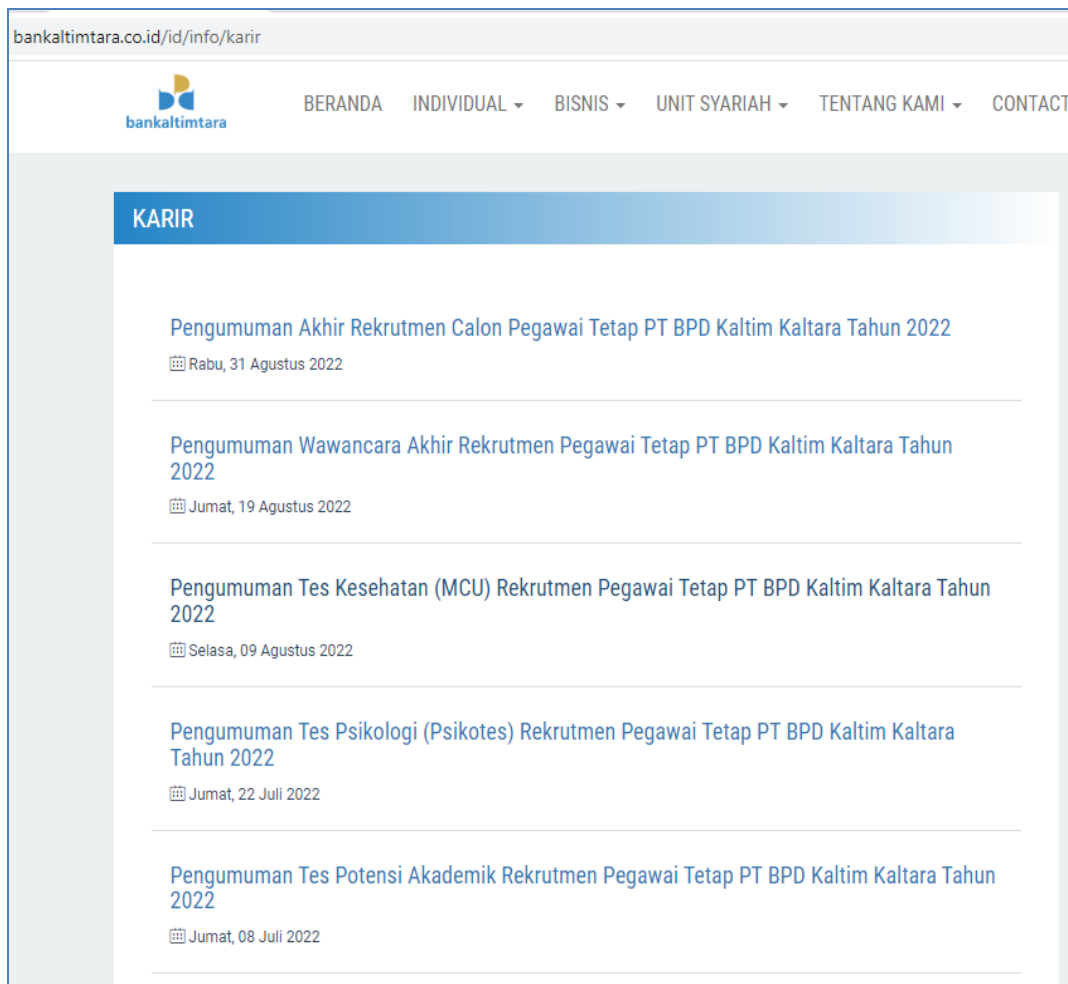 bankaltimtara.co.id/id/info/karir
bankaltimtara
BERANDA INDIVIDUAL BISNIS UNIT SYARIAH TENTANG KAMI CONTACT
KARIR
Pengumuman Akhir Rekrutmen Calon Pegawai Tetap PT BPD Kaltim Kaltara Tahun 2022
Rabu, 31 Agustus 2022
Pengumuman Wawancara Akhir Rekrutmen Pegawai Tetap PT BPD Kaltim Kaltara Tahun
2022
Jumat, 19 Agustus 2022
Pengumuman Tes Kesehatan (MCU) Rekrutmen Pegawai Tetap PT BPD Kaltim Kaltara Tahun
2022
Selasa, 09 Agustus 2022
Pengumuman Tes Psikologi (Psikotes) Rekrutmen Pegawai Tetap PT BPD Kaltim Kaltara
Tahun 2022
Jumat, 22 Juli 2022
Pengumuman Tes Potensi Akademik Rekrutmen Pegawai Tetap PT BPD Kaltim Kaltara Tahun
2022
Jumat, 08 Juli 2022